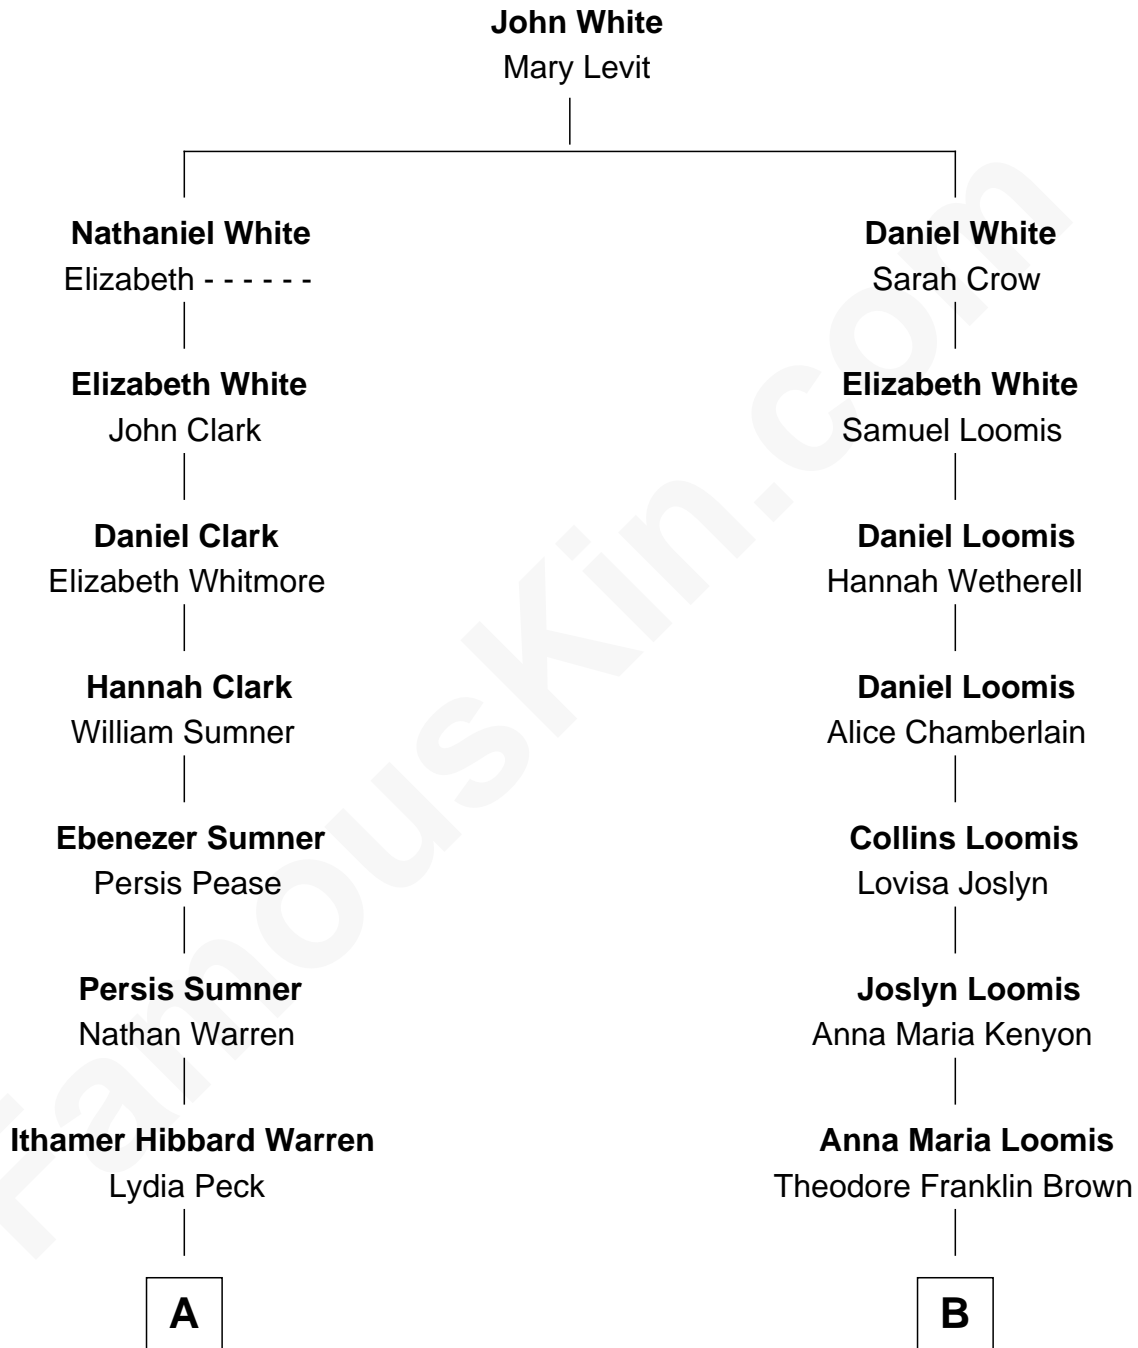 John White
Mary Levit
Nathaniel White
Elizabeth - - - - - -
Daniel White
Sarah Crow
Elizabeth White
John Clark
Elizabeth White
Samuel Loomis
Daniel Clark
Elizabeth Whitmore
Daniel Loomis
Hannah Wetherell
Hannah Clark
William Sumner
Daniel Loomis
Alice Chamberlain
Ebenezer Sumner
Persis Pease
Collins Loomis
Lovisa Joslyn
Persis Sumner
Nathan Warren
Joslyn Loomis
Anna Maria Kenyon
Ithamer Hibbard Warren
Lydia Peck
Anna Maria Loomis
Theodore Franklin Brown
A
B
FamousKin.com